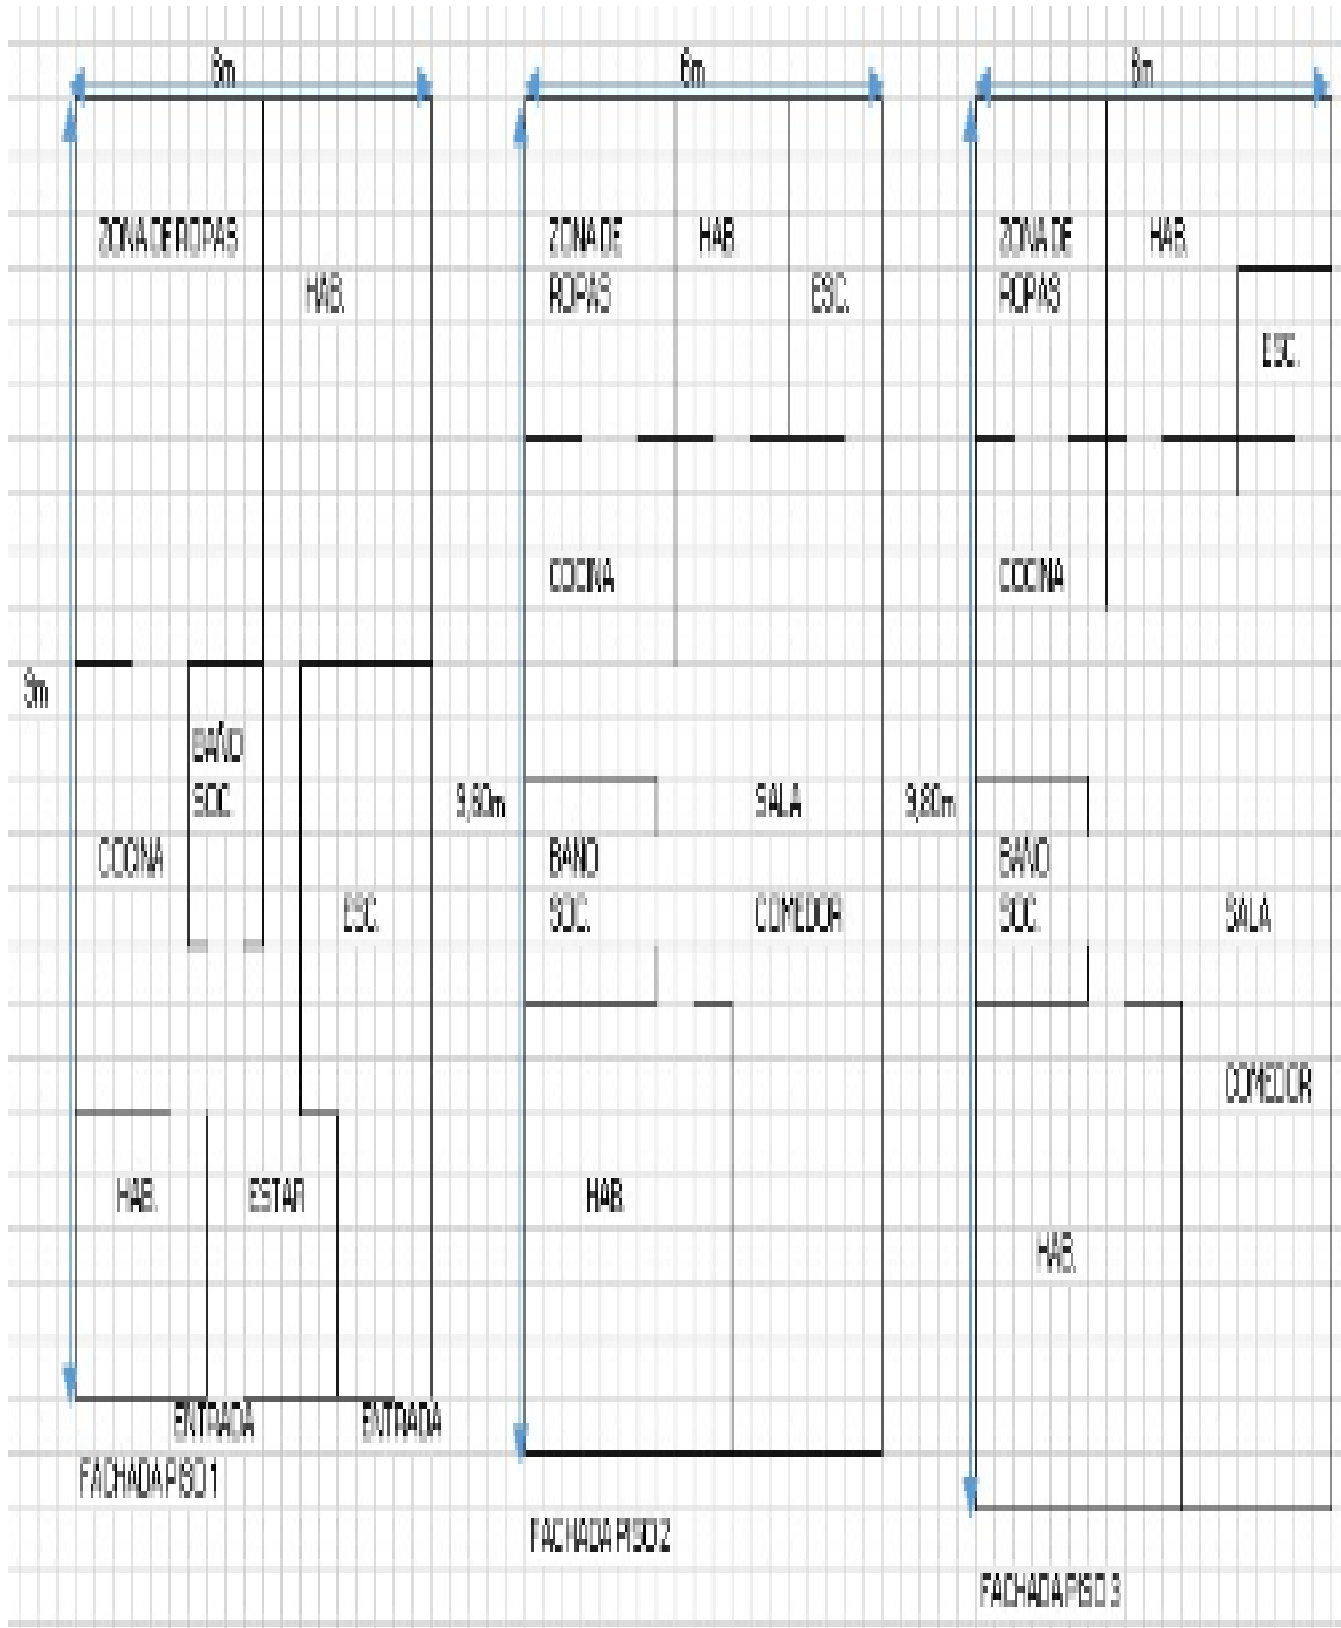 6m
ZONA DE ROPAS
HAB.
9m
BAÑO
SOC.
COCINA
ESC.
HAB.
ESTAR
ENTRADA
ENTRADA
FACHADA PISO 1
6m
ZONA DE
ROPAS
HAB.
ESC.
COCINA
9,60m
SALA
BAÑO
SOC.
COMEDOR
HAB.
FACHADA PISO 2
6m
ZONA DE
ROPAS
HAB.
ESC.
COCINA
9,80m
BAÑO
SOC.
SALA
COMEDOR
HAB.
FACHADA PISO 3